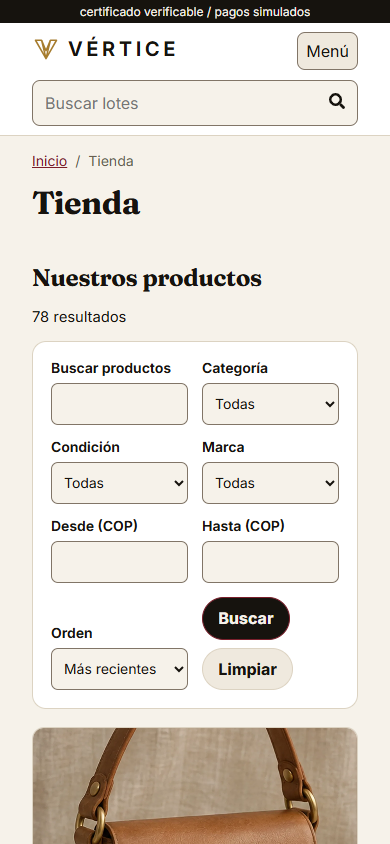 certificado verificable / pagos simulados
VÉRTICE
Menú
Buscar lotes
Inicio / Tienda
Tienda
Nuestros productos
78 resultados
Buscar productos
Categoría
Todas
Condición
Marca
Todas
Todas
Desde (COP)
Hasta (COP)
Buscar
Orden
Más recientes
Limpiar